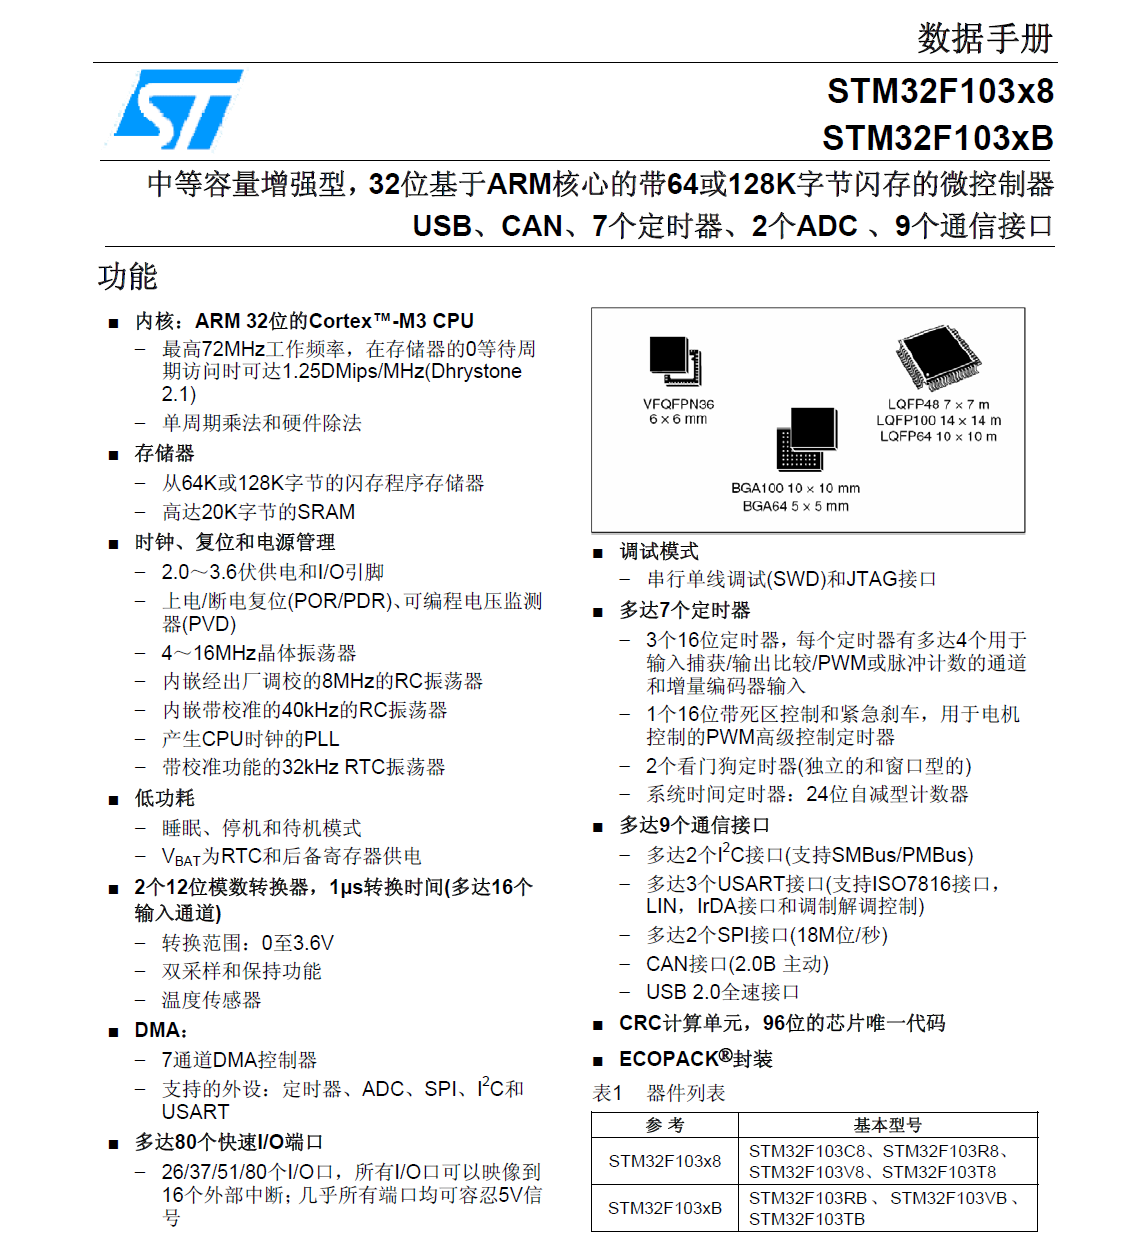 数据手册
ST
STM32F103x8
STM32F103xB
中等容量增强型，32位基于ARM核心的带64或128K字节闪存的微控制器
USB、CAN、7个定时器、2个ADC 、9个通信接口
功能
■ 内核：ARM 32位的Cortex™-M3 CPU
− 最高72MHz工作频率，在存储器的0等待周
期访问时可达1.25DMips/MHz(Dhrystone
2.1)
− 单周期乘法和硬件除法
■ 存储器
− 从64K或128K字节的闪存程序存储器
− 高达20K字节的SRAM
■ 时钟、复位和电源管理
− 2.0～3.6伏供电和I/O引脚
− 上电/断电复位(POR/PDR)、可编程电压监测
器(PVD)
− 4～16MHz晶体振荡器
− 内嵌经出厂调校的8MHz的RC振荡器
− 内嵌带校准的40kHz的RC振荡器
− 产生CPU时钟的PLL
− 带校准功能的32kHz RTC振荡器
■ 低功耗
− 睡眠、停机和待机模式
− VBAT为RTC和后备寄存器供电
■ 2个12位模数转换器，1μs转换时间(多达16个
输入通道)
− 转换范围：0至3.6V
− 双采样和保持功能
− 温度传感器
■ DMA：
− 7通道DMA控制器
− 支持的外设：定时器、ADC、SPI、I²C和
USART
■ 多达80个快速I/O端口
− 26/37/51/80个I/O口，所有I/O口可以映像到
16个外部中断；几乎所有端口均可容忍5V信
号
VFQFPN36
6 × 6 mm
LQFP48 7 × 7 m
LQFP100 14 × 14 m
LQFP64 10 × 10 m
BGA100 10 × 10 mm
BGA64 5 × 5 mm
■ 调试模式
− 串行单线调试(SWD)和JTAG接口
■ 多达7个定时器
− 3个16位定时器，每个定时器有多达4个用于
输入捕获/输出比较/PWM或脉冲计数的通道
和增量编码器输入
− 1个16位带死区控制和紧急刹车，用于电机
控制的PWM高级控制定时器
− 2个看门狗定时器(独立的和窗口型的)
− 系统时间定时器：24位自减型计数器
■ 多达9个通信接口
− 多达2个I²C接口(支持SMBus/PMBus)
− 多达3个USART接口(支持ISO7816接口，
LIN，IrDA接口和调制解调控制)
− 多达2个SPI接口(18M位/秒)
− CAN接口(2.0B 主动)
− USB 2.0全速接口
■ CRC计算单元，96位的芯片唯一代码
■ ECOPACK®封装
表1 器件列表
参 考 基本型号
STM32F103x8 STM32F103C8、STM32F103R8、
STM32F103V8、STM32F103T8
STM32F103xB STM32F103RB 、STM32F103VB 、
STM32F103TB